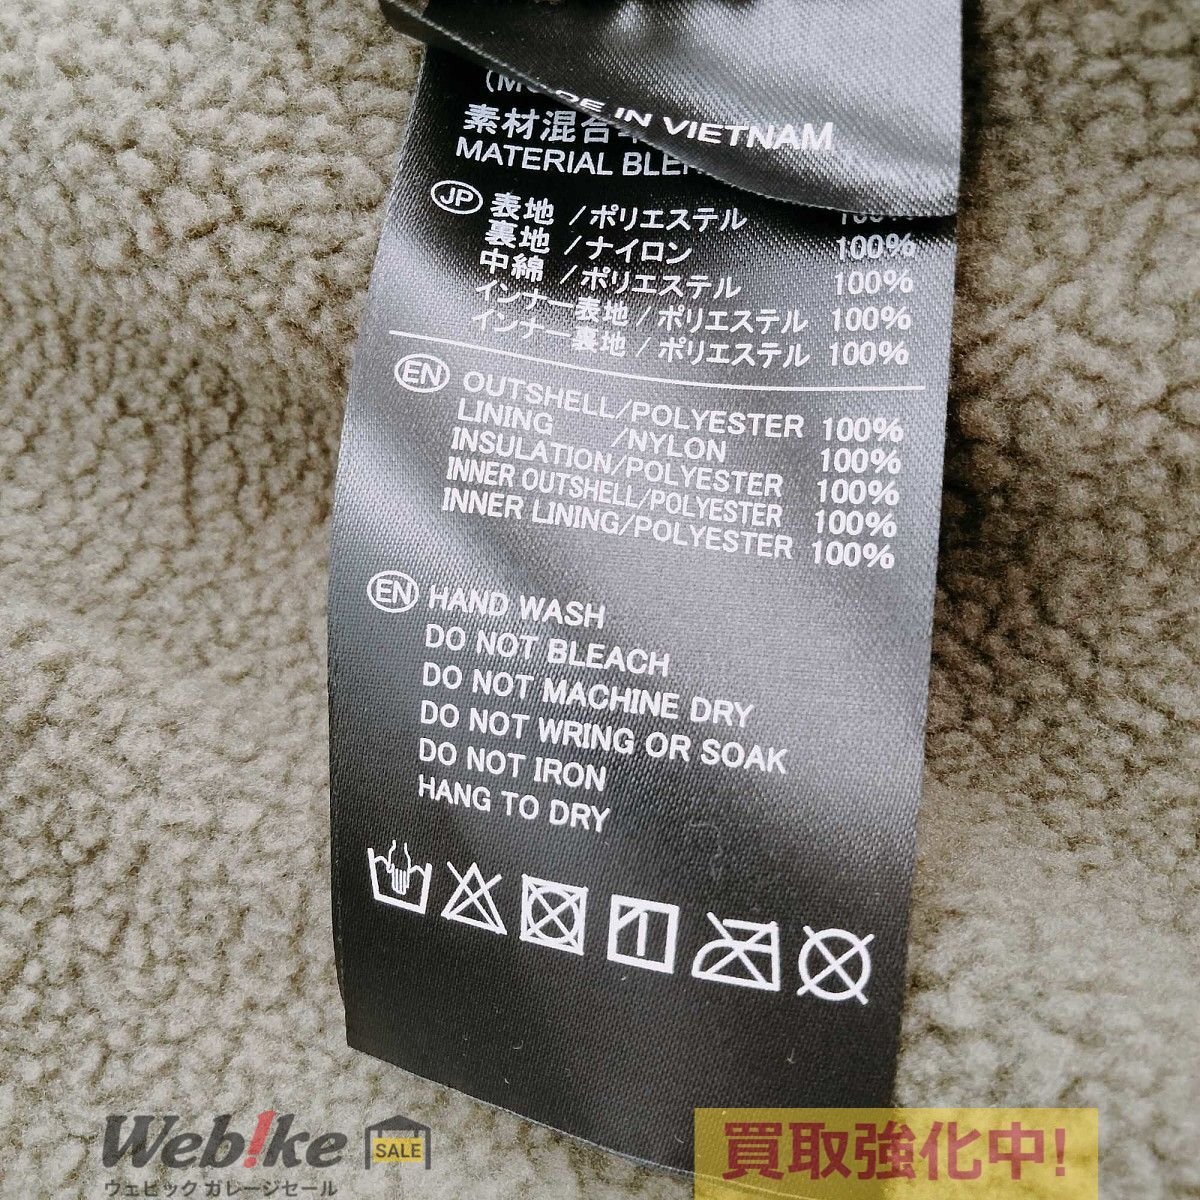 DE IN VIETNAM
素材混合
MATERIAL
JP 表地 /ポリエステル 100%
裏地 /ナイロン 100%
中綿 /ポリエステル 100%
インナー表地 /ポリエステル 100%
インナー裏地 /ポリエステル 100%
EN OUTSHELL/POLYESTER 100%
LINING /NYLON 100%
INSULATION/POLYESTER 100%
INNER OUTSHELL/POLYESTER 100%
INNER LINING/POLYESTER 100%
EN HAND WASH
DO NOT BLEACH
DO NOT MACHINE DRY
DO NOT WRING OR SOAK
DO NOT IRON
HANG TO DRY
Web!ke SALE
ウェビック ガレージセール
買取強化中!